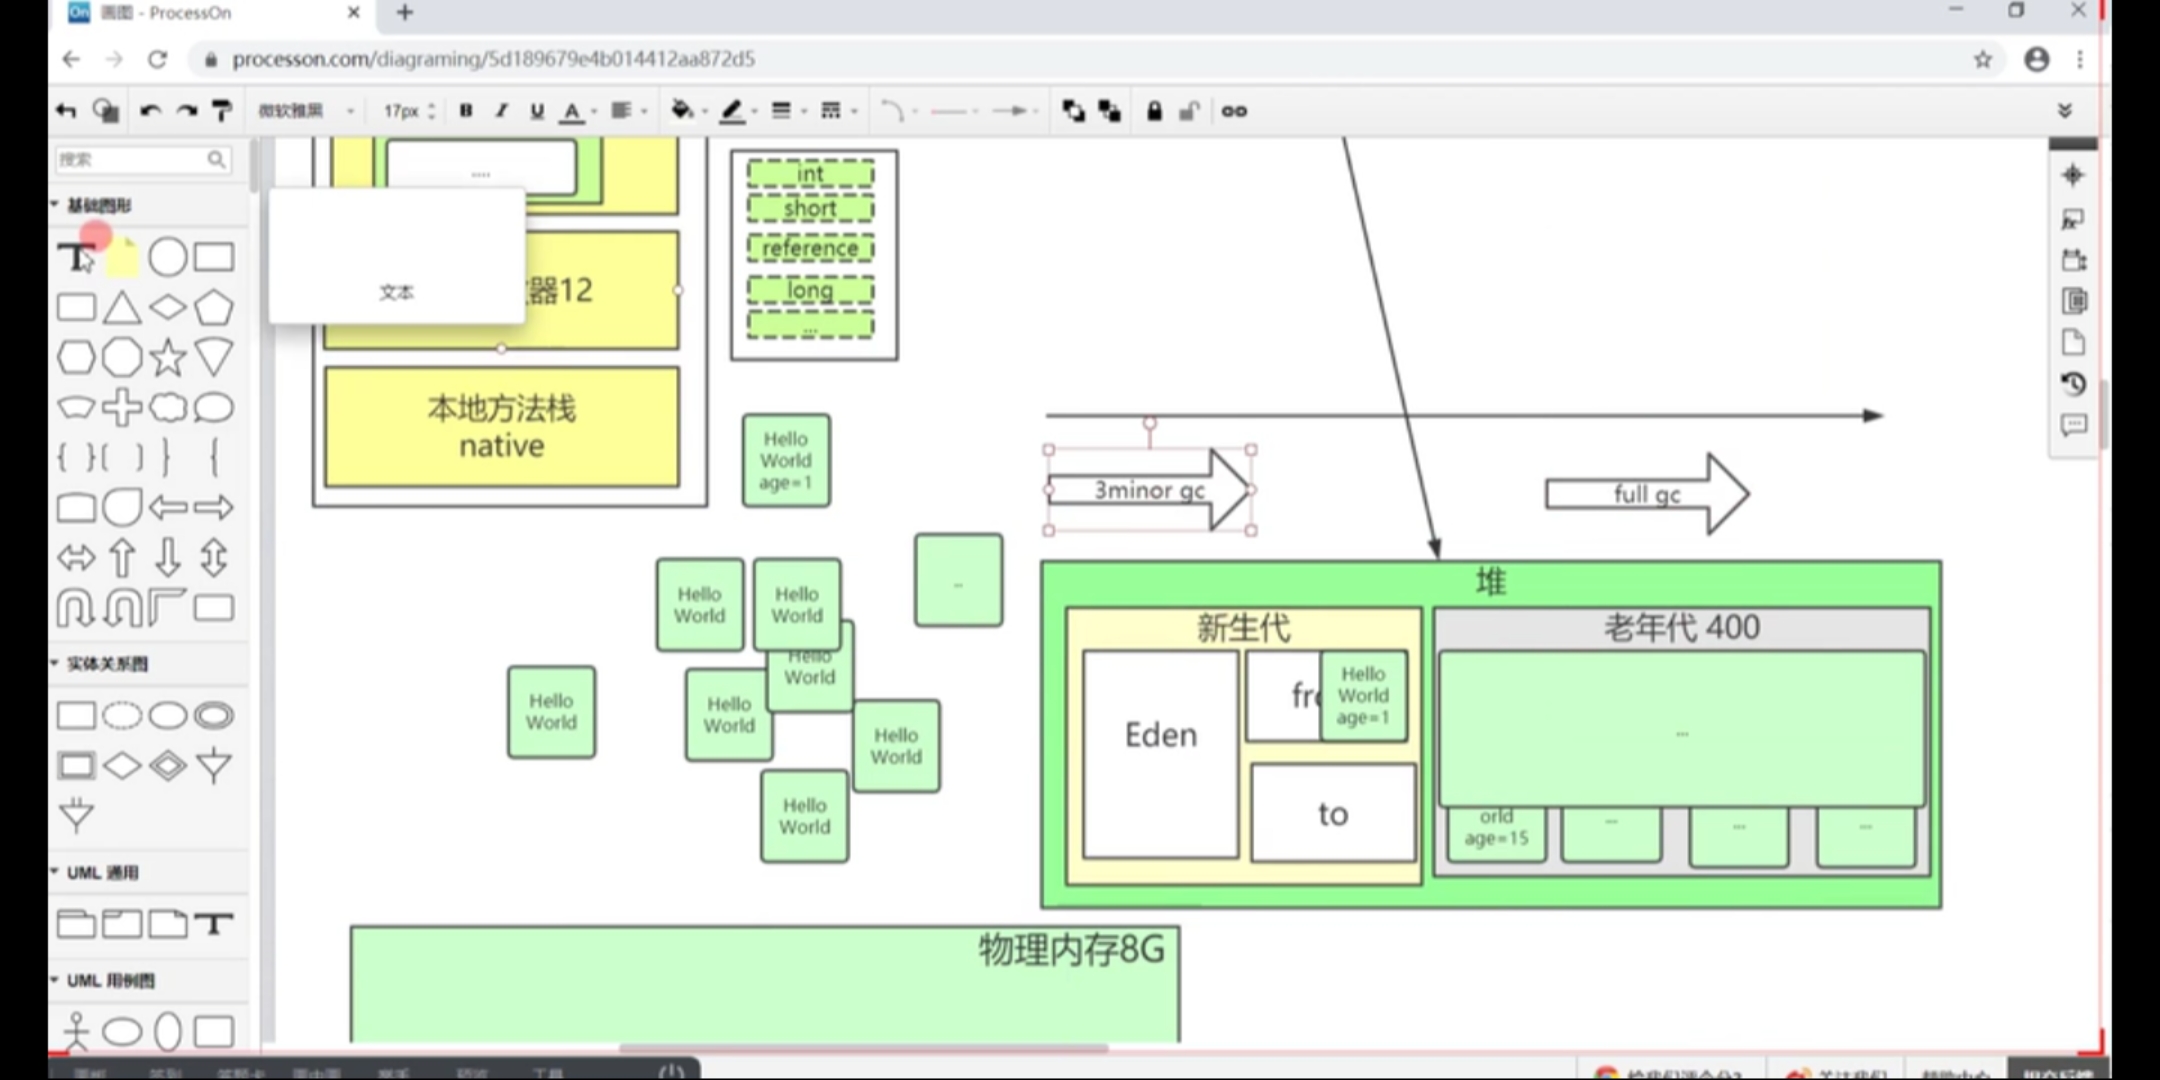 On 画图 - ProcessOn
processon.com/diagraming/5d189679e4b014412aa872d5
微软雅黑 17px B I U A
搜索
基础图形
文本
实体关系图
UML 通用
UML 用例图
....
器12
本地方法栈
native
int
short
reference
long
...
Hello
World
age=1
3minor gc
full gc
Hello
World
Hello
World
...
Hello
World
Hello
World
Hello
World
Hello
World
Hello
World
堆
新生代
老年代 400
Eden
fro
Hello
World
age=1
to
...
orld
age=15
...
...
...
物理内存8G